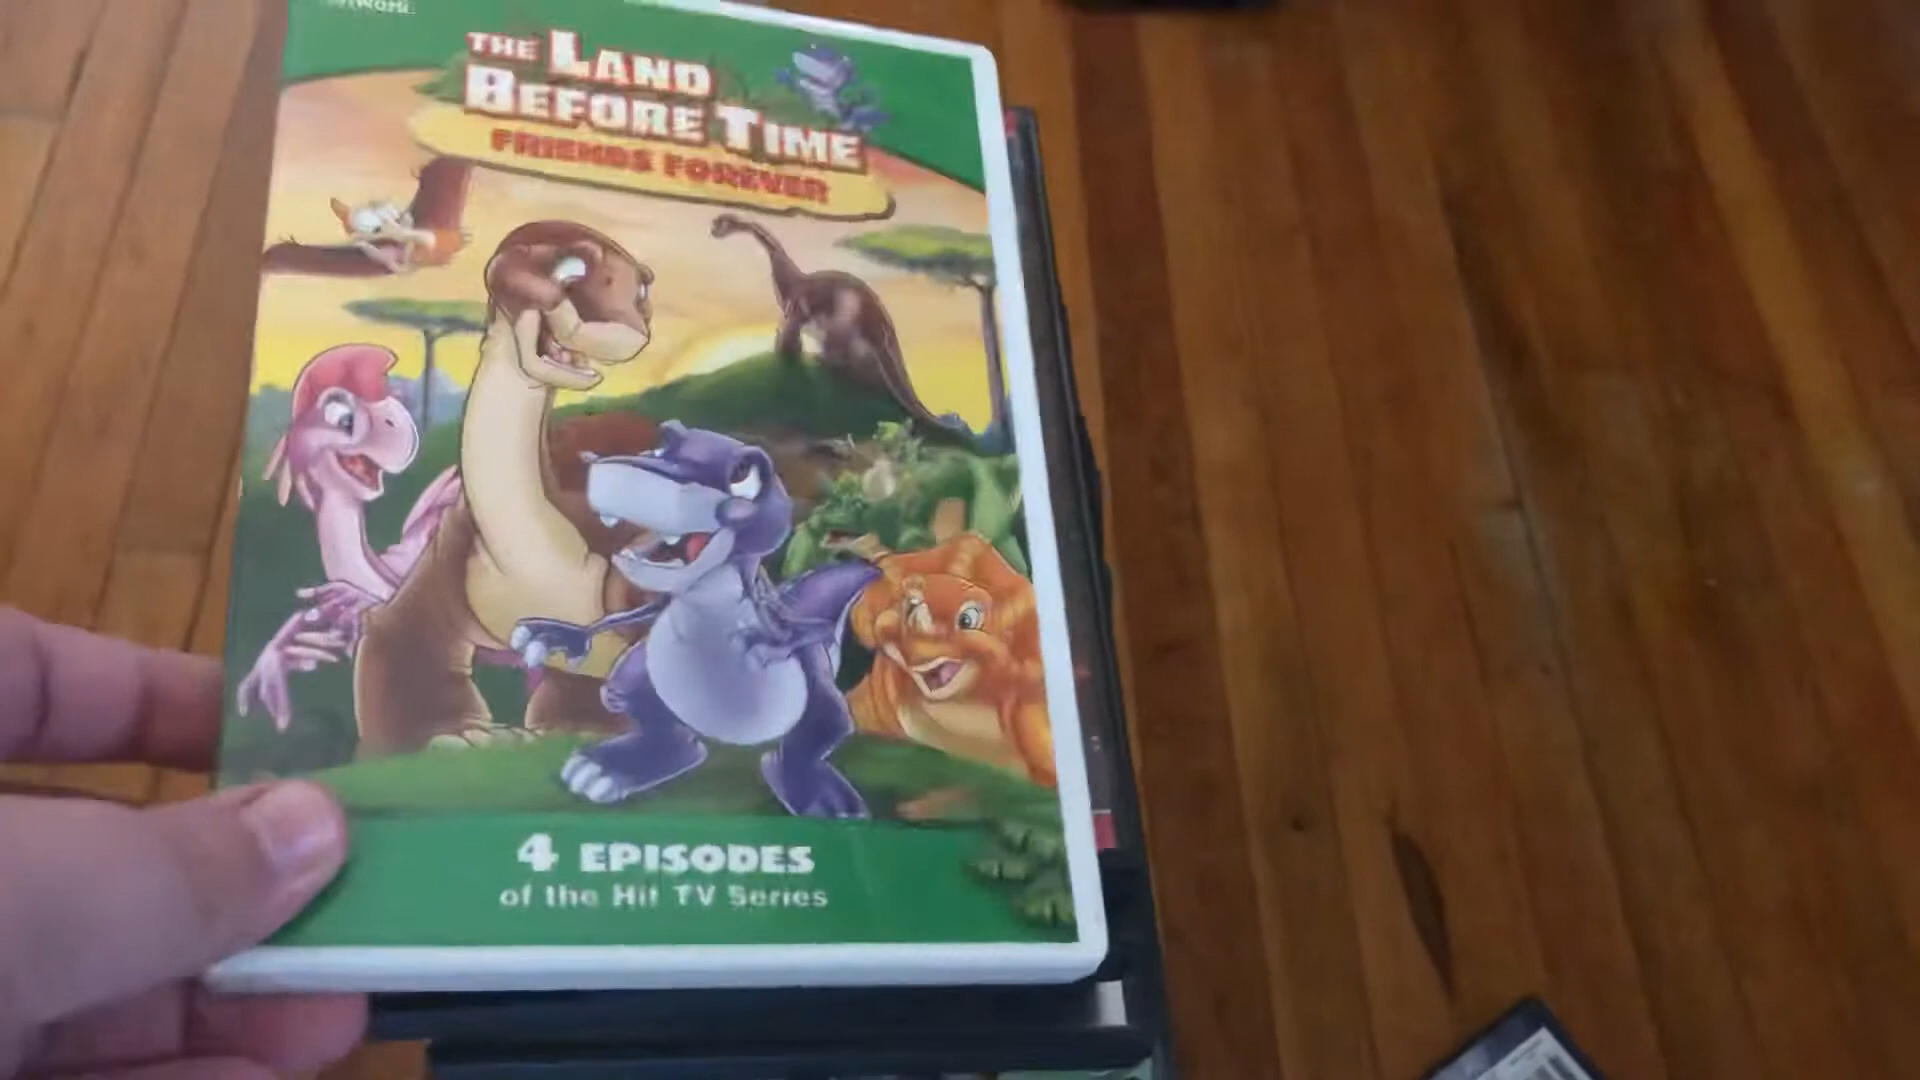 THE LAND
BEFORE TIME
FRIENDS FOREVER
4 EPISODES
of the Hit TV Series